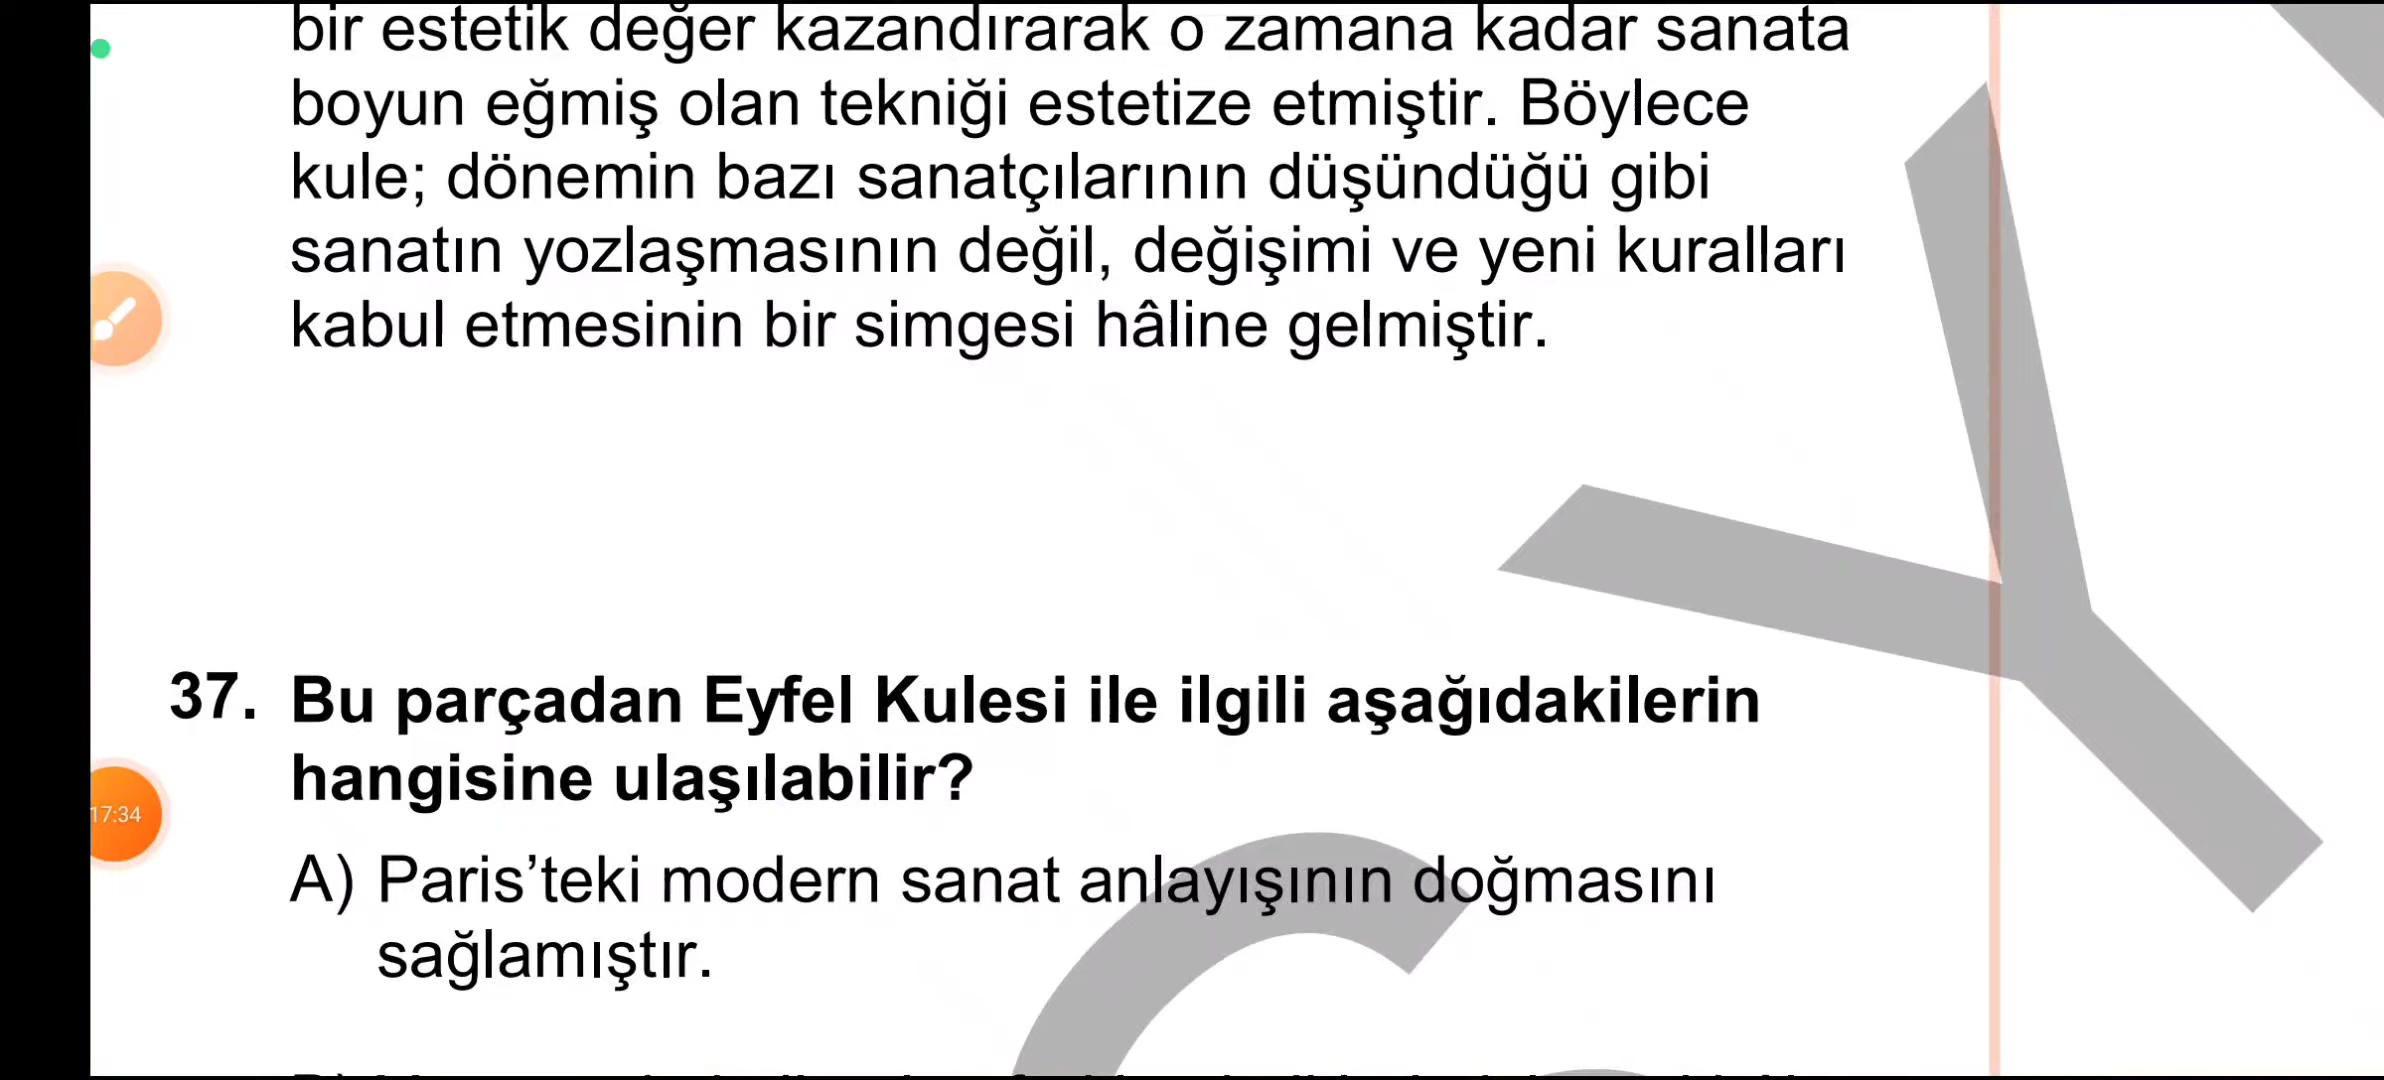 bir estetik değer kazandırarak o zamana kadar sanata
boyun eğmiş olan tekniği estetize etmiştir. Böylece
kule; dönemin bazı sanatçılarının düşündüğü gibi
sanatın yozlaşmasının değil, değişimi ve yeni kuralları
kabul etmesinin bir simgesi hâline gelmiştir.
37. Bu parçadan Eyfel Kulesi ile ilgili aşağıdakilerin
hangisine ulaşılabilir?
17:34
A) Paris’teki modern sanat anlayışının doğmasını
sağlamıştır.